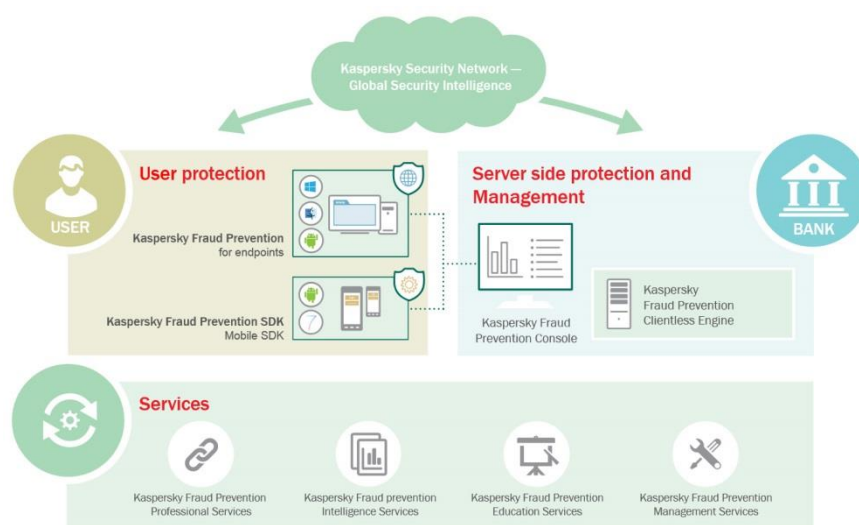 Kaspersky Security Network —
Global Security Intelligence
USER
User protection
Kaspersky Fraud Prevention
for endpoints
Kaspersky Fraud Prevention SDK
Mobile SDK
Server side protection and
Management
BANK
Kaspersky Fraud
Prevention Console
Kaspersky
Fraud Prevention
Clientless Engine
Services
Kaspersky Fraud Prevention
Professional Services
Kaspersky Fraud prevention
Intelligence Services
Kaspersky Fraud Prevention
Education Services
Kaspersky Fraud Prevention
Management Services